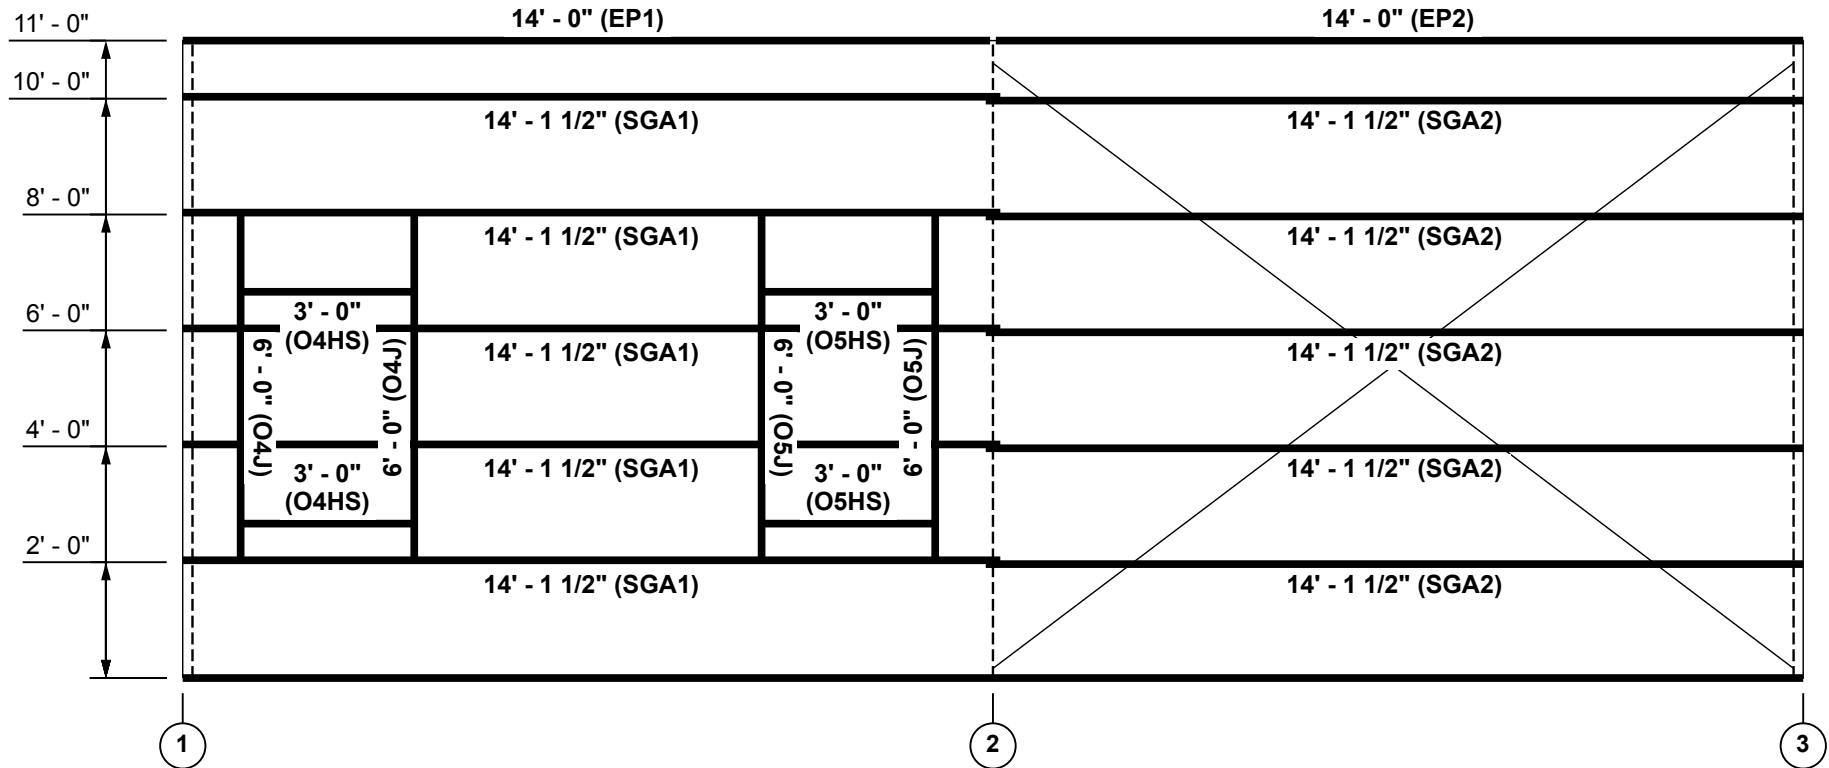 14' - 0" (EP1)
14' - 0" (EP2)
11' - 0"
10' - 0"
14' - 1 1/2" (SGA1)
14' - 1 1/2" (SGA2)
8' - 0"
14' - 1 1/2" (SGA1)
14' - 1 1/2" (SGA2)
6' - 0"
3' - 0"
(O4HS)
3' - 0"
(O5HS)
14' - 1 1/2" (SGA1)
14' - 1 1/2" (SGA2)
6' - 0" (O4J)
6' - 0" (O4J)
6' - 0" (O5J)
6' - 0" (O5J)
4' - 0"
3' - 0"
(O4HS)
14' - 1 1/2" (SGA1)
3' - 0"
(O5HS)
14' - 1 1/2" (SGA2)
2' - 0"
14' - 1 1/2" (SGA1)
14' - 1 1/2" (SGA2)
1
2
3